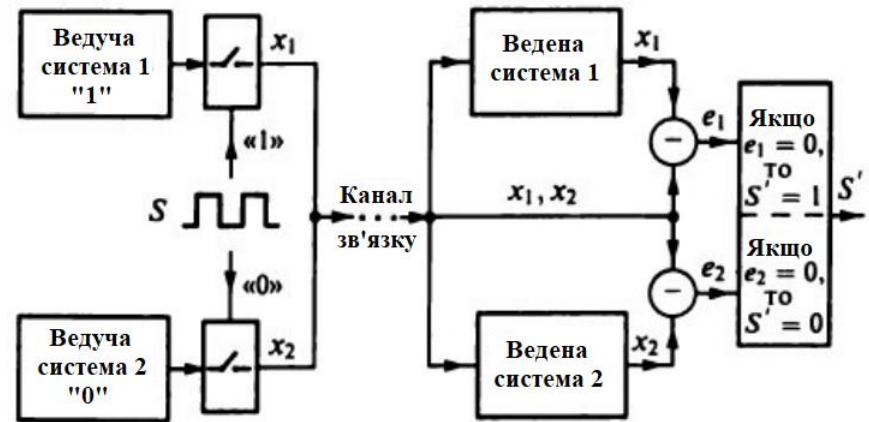 Ведуча
система 1
"1"
x₁
«1»
S
«0»
Ведуча
система 2
"0"
x₂
Канал
зв'язку
Ведена
система 1
x₁
x₁, x₂
Ведена
система 2
x₂
e₁
e₂
Якщо
e₁ = 0,
то
S' = 1
Якщо
e₂ = 0,
то
S' = 0
S'